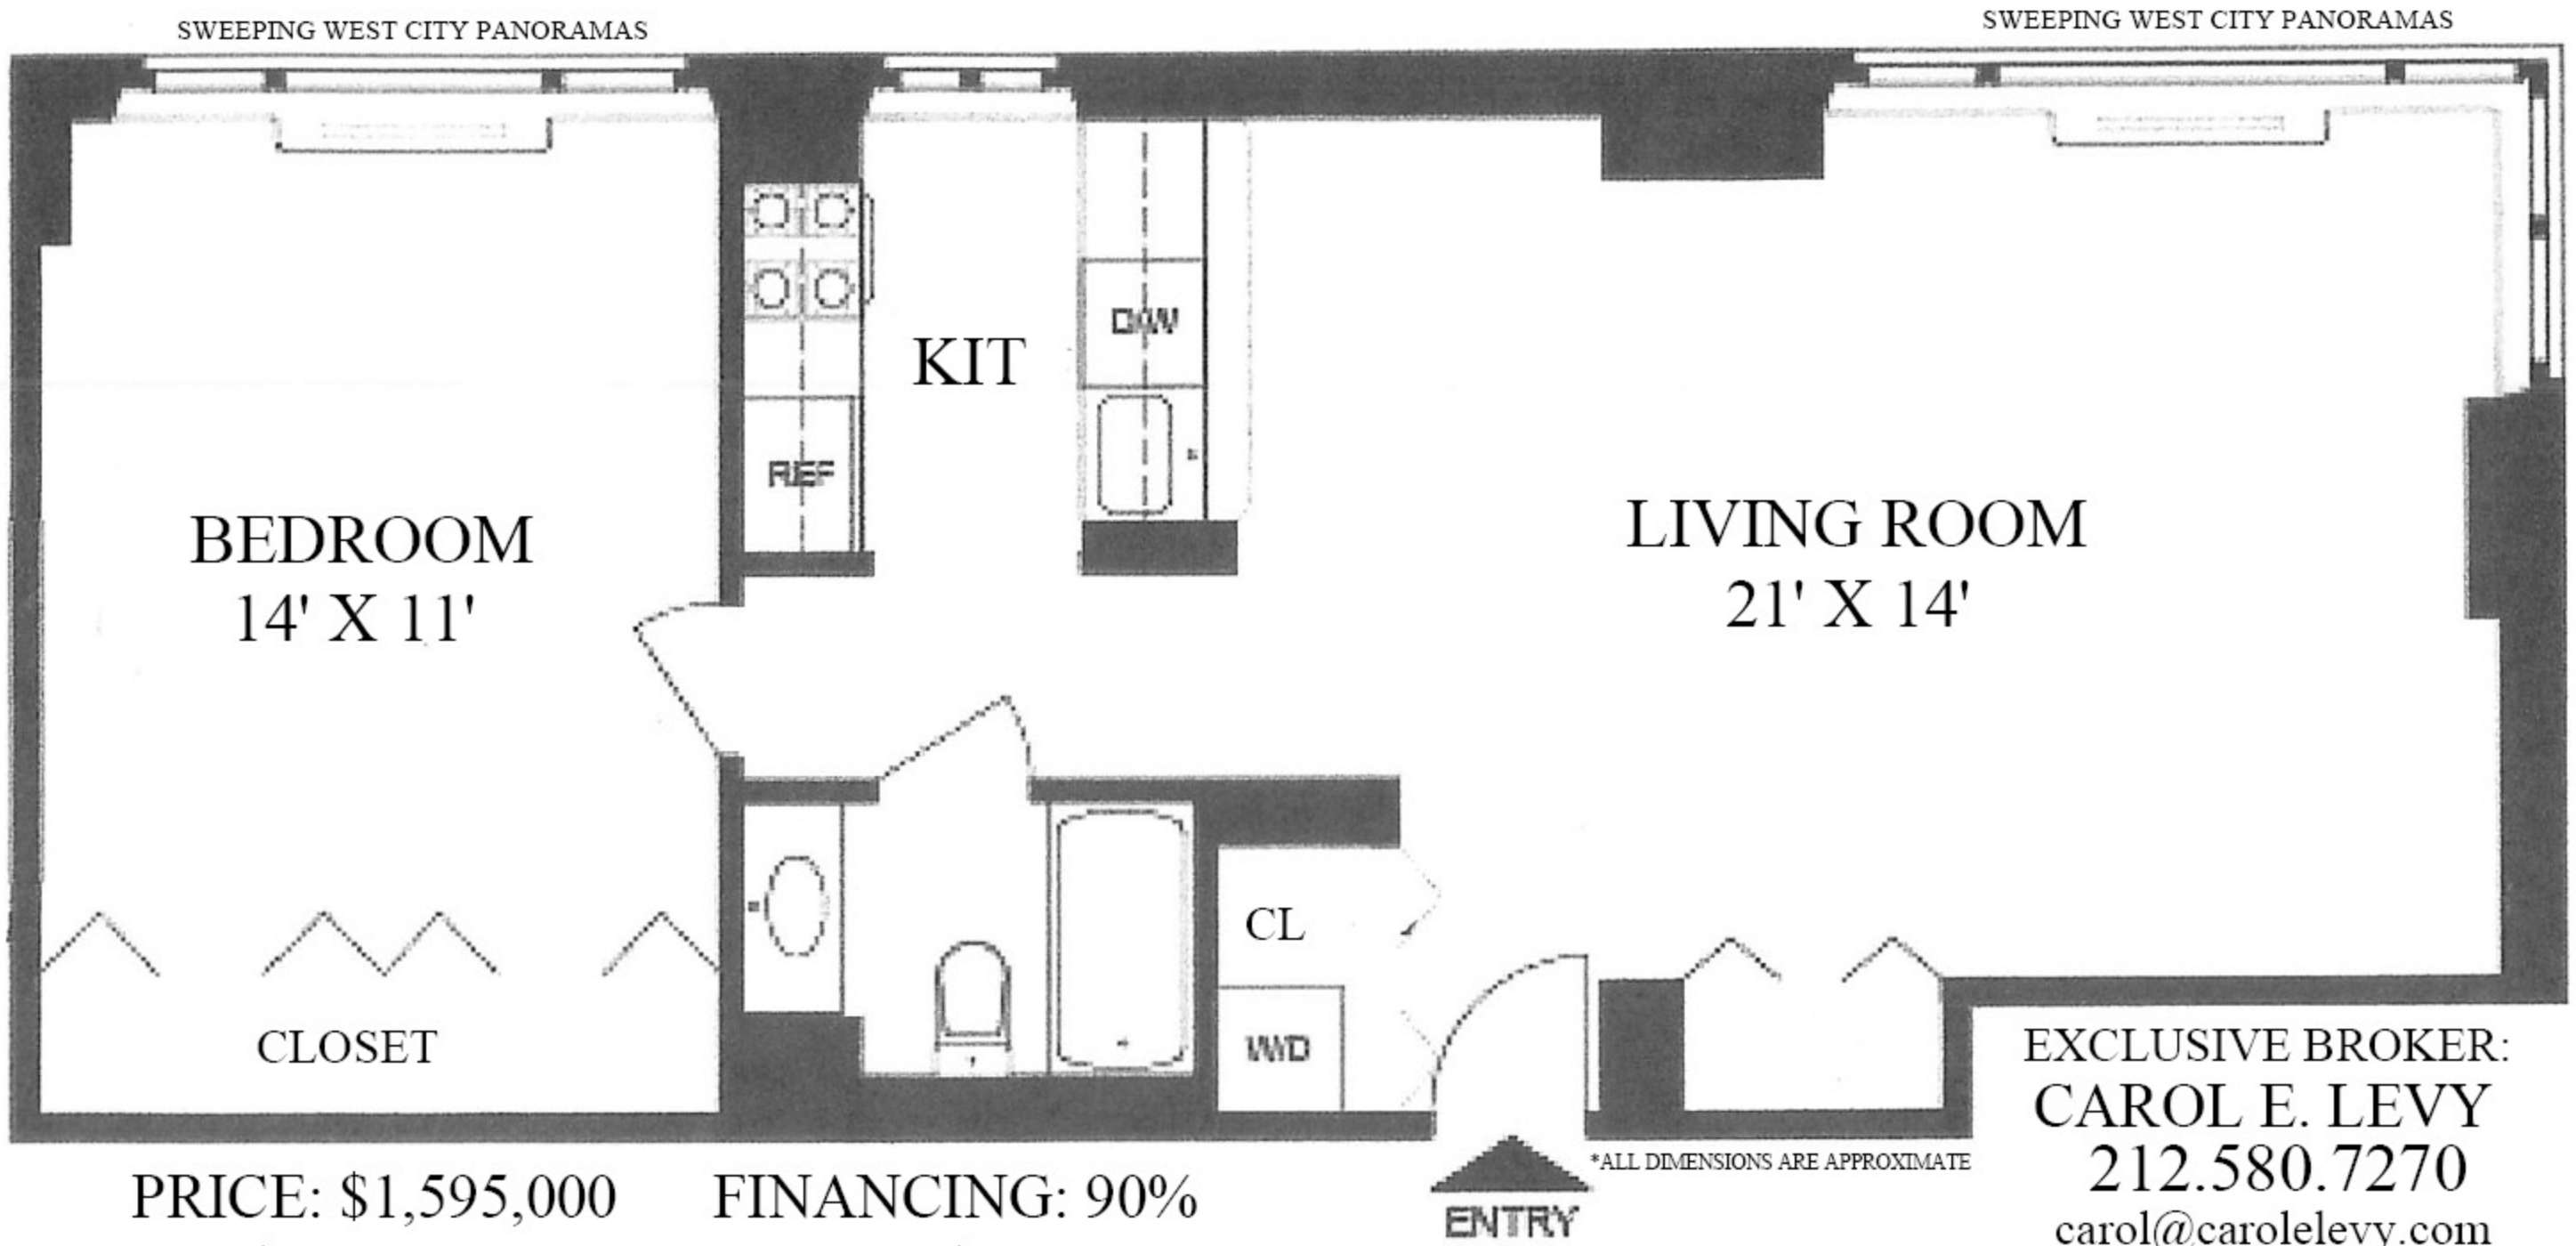 SWEEPING WEST CITY PANORAMAS
SWEEPING WEST CITY PANORAMAS
KIT
D/W
REF
BEDROOM
14' X 11'
LIVING ROOM
21' X 14'
CL
W/D
CLOSET
EXCLUSIVE BROKER:
CAROL E. LEVY
212.580.7270
carol@carolelevy.com
*ALL DIMENSIONS ARE APPROXIMATE
PRICE: $1,595,000
FINANCING: 90%
ENTRY